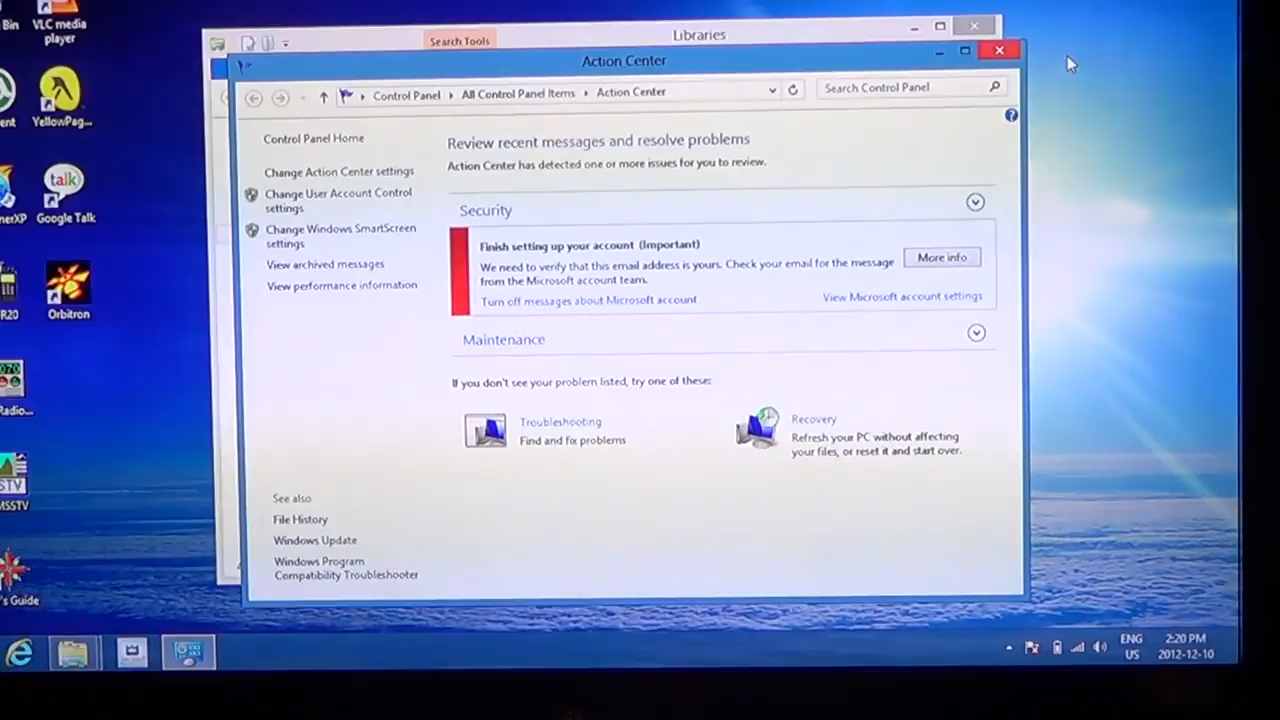 Bin
VLC media
player
YellowPag...
Google Talk
Orbitron
R20
Radio...
STV
MSSTV
's Guide
Search Tools
Libraries
Action Center
Control Panel
All Control Panel Items
Action Center
Search Control Panel
Control Panel Home
Change Action Center settings
Change User Account Control
settings
Change Windows SmartScreen
settings
View archived messages
View performance information
Review recent messages and resolve problems
Action Center has detected one or more issues for you to review.
Security
Finish setting up your account (Important)
We need to verify that this email address is yours. Check your email for the message
from the Microsoft account team.
More info
Turn off messages about Microsoft account
View Microsoft account settings
Maintenance
If you don't see your problem listed, try one of these:
Troubleshooting
Find and fix problems
Recovery
Refresh your PC without affecting
your files, or reset it and start over.
See also
File History
Windows Update
Windows Program
Compatibility Troubleshooter
talk
ENG
US
2:20 PM
2012-12-10